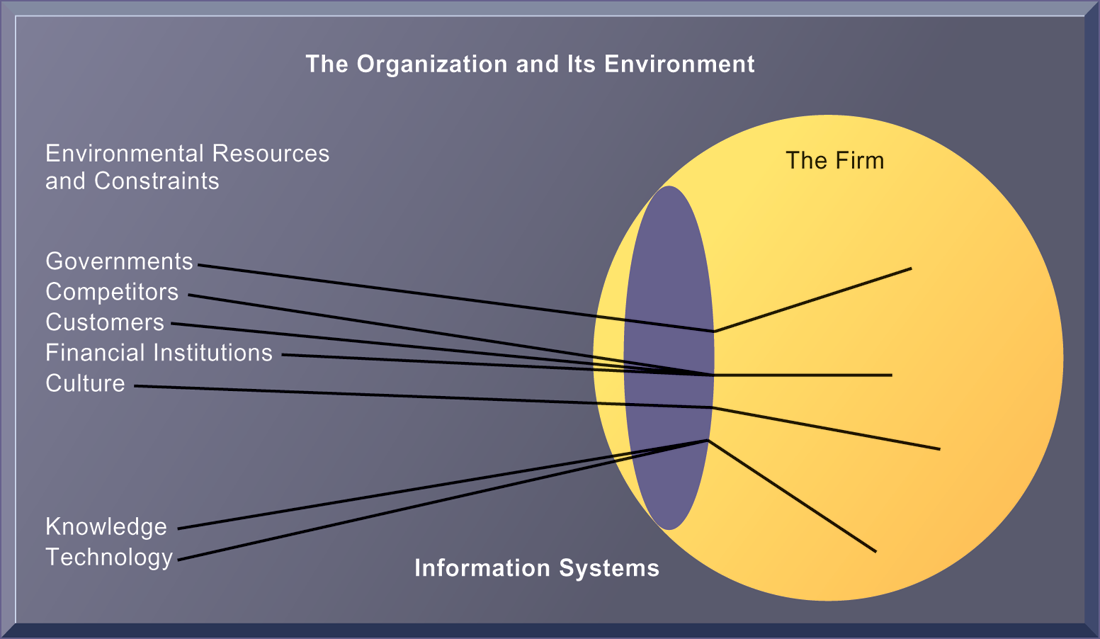 The Organization and Its Environment
Environmental Resources
and Constraints
The Firm
Governments
Competitors
Customers
Financial Institutions
Culture
Knowledge
Technology
Information Systems